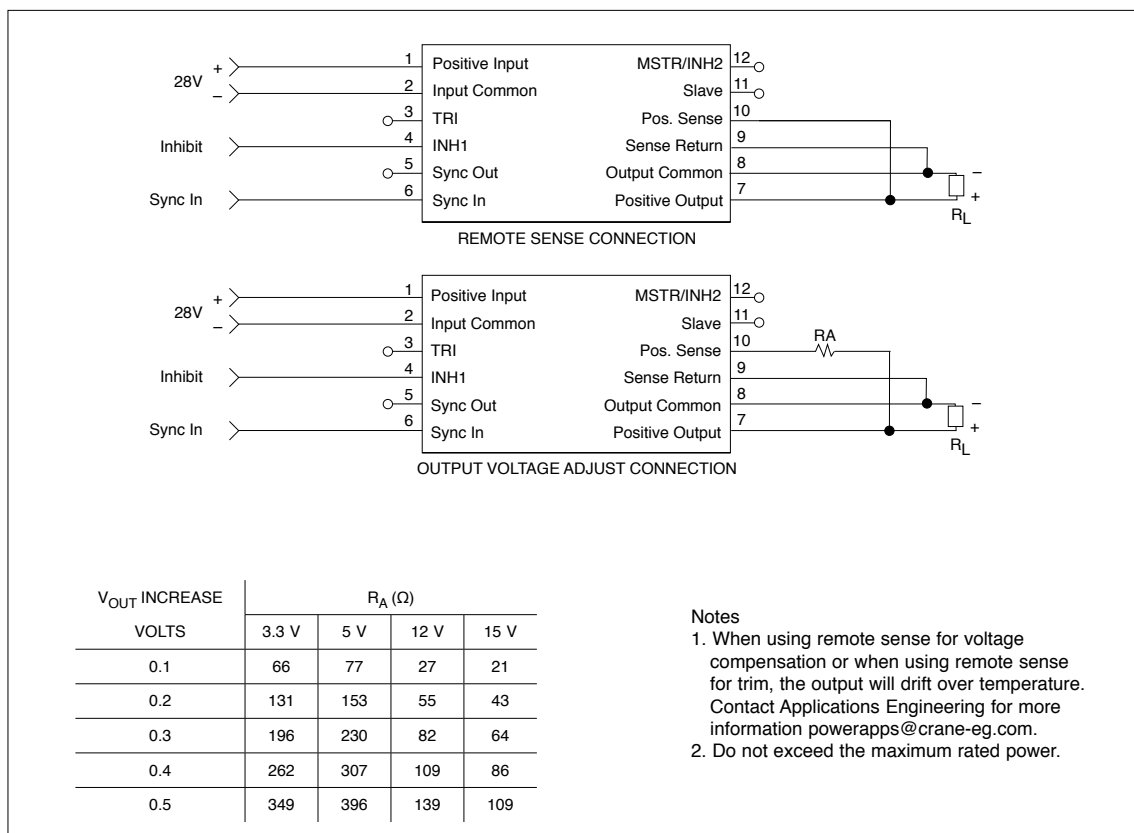 1 Positive Input MSTR/INH2 12
28V + – 2 Input Common Slave 11
3 TRI Pos. Sense 10
Inhibit 4 INH1 Sense Return 9
5 Sync Out Output Common 8 –
Sync In 6 Sync In Positive Output 7 +
RL
REMOTE SENSE CONNECTION
1 Positive Input MSTR/INH2 12
28V + – 2 Input Common Slave 11
3 TRI Pos. Sense 10 RA
Inhibit 4 INH1 Sense Return 9
5 Sync Out Output Common 8 –
Sync In 6 Sync In Positive Output 7 +
RL
OUTPUT VOLTAGE ADJUST CONNECTION
VOUT INCREASE RA (Ω)
VOLTS 3.3 V 5 V 12 V 15 V
0.1 66 77 27 21
0.2 131 153 55 43
0.3 196 230 82 64
0.4 262 307 109 86
0.5 349 396 139 109
Notes
1. When using remote sense for voltage
compensation or when using remote sense
for trim, the output will drift over temperature.
Contact Applications Engineering for more
information powerapps@crane-eg.com.
2. Do not exceed the maximum rated power.